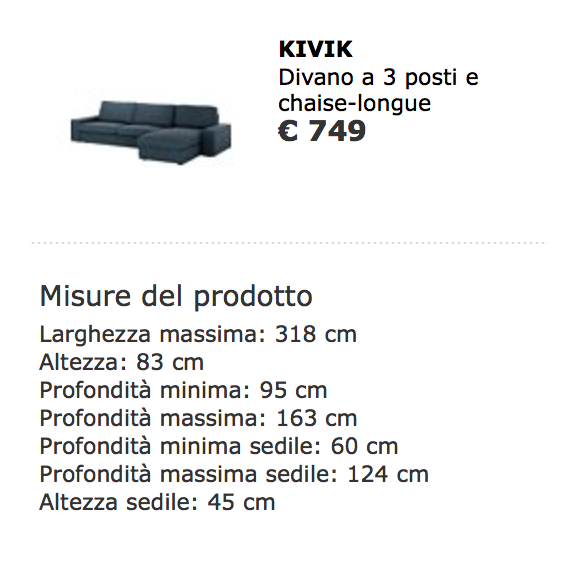 KIVIK
Divano a 3 posti e
chaise-longue
€ 749
Misure del prodotto
Larghezza massima: 318 cm
Altezza: 83 cm
Profondità minima: 95 cm
Profondità massima: 163 cm
Profondità minima sedile: 60 cm
Profondità massima sedile: 124 cm
Altezza sedile: 45 cm